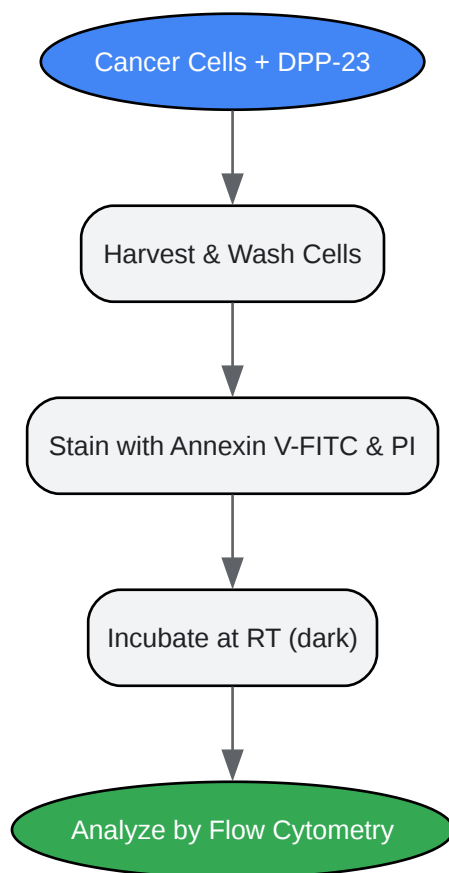 Cancer Cells + DPP-23
Harvest & Wash Cells
Stain with Annexin V-FITC & PI
Incubate at RT (dark)
Analyze by Flow Cytometry